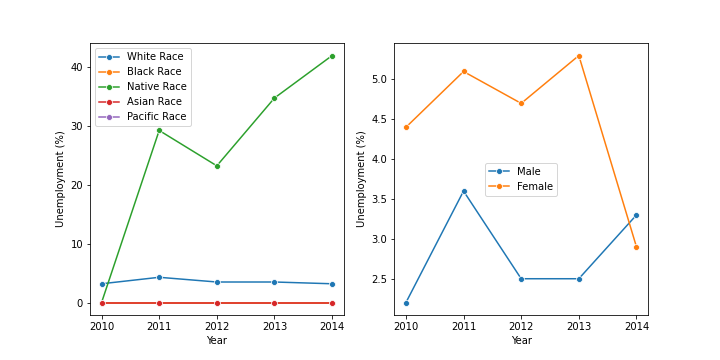 White Race
Black Race
Native Race
Asian Race
Pacific Race
Unemployment (%)
40
30
20
10
0
2010 2011 2012 2013 2014
Year
Male
Female
Unemployment (%)
5.0
4.5
4.0
3.5
3.0
2.5
2010 2011 2012 2013 2014
Year